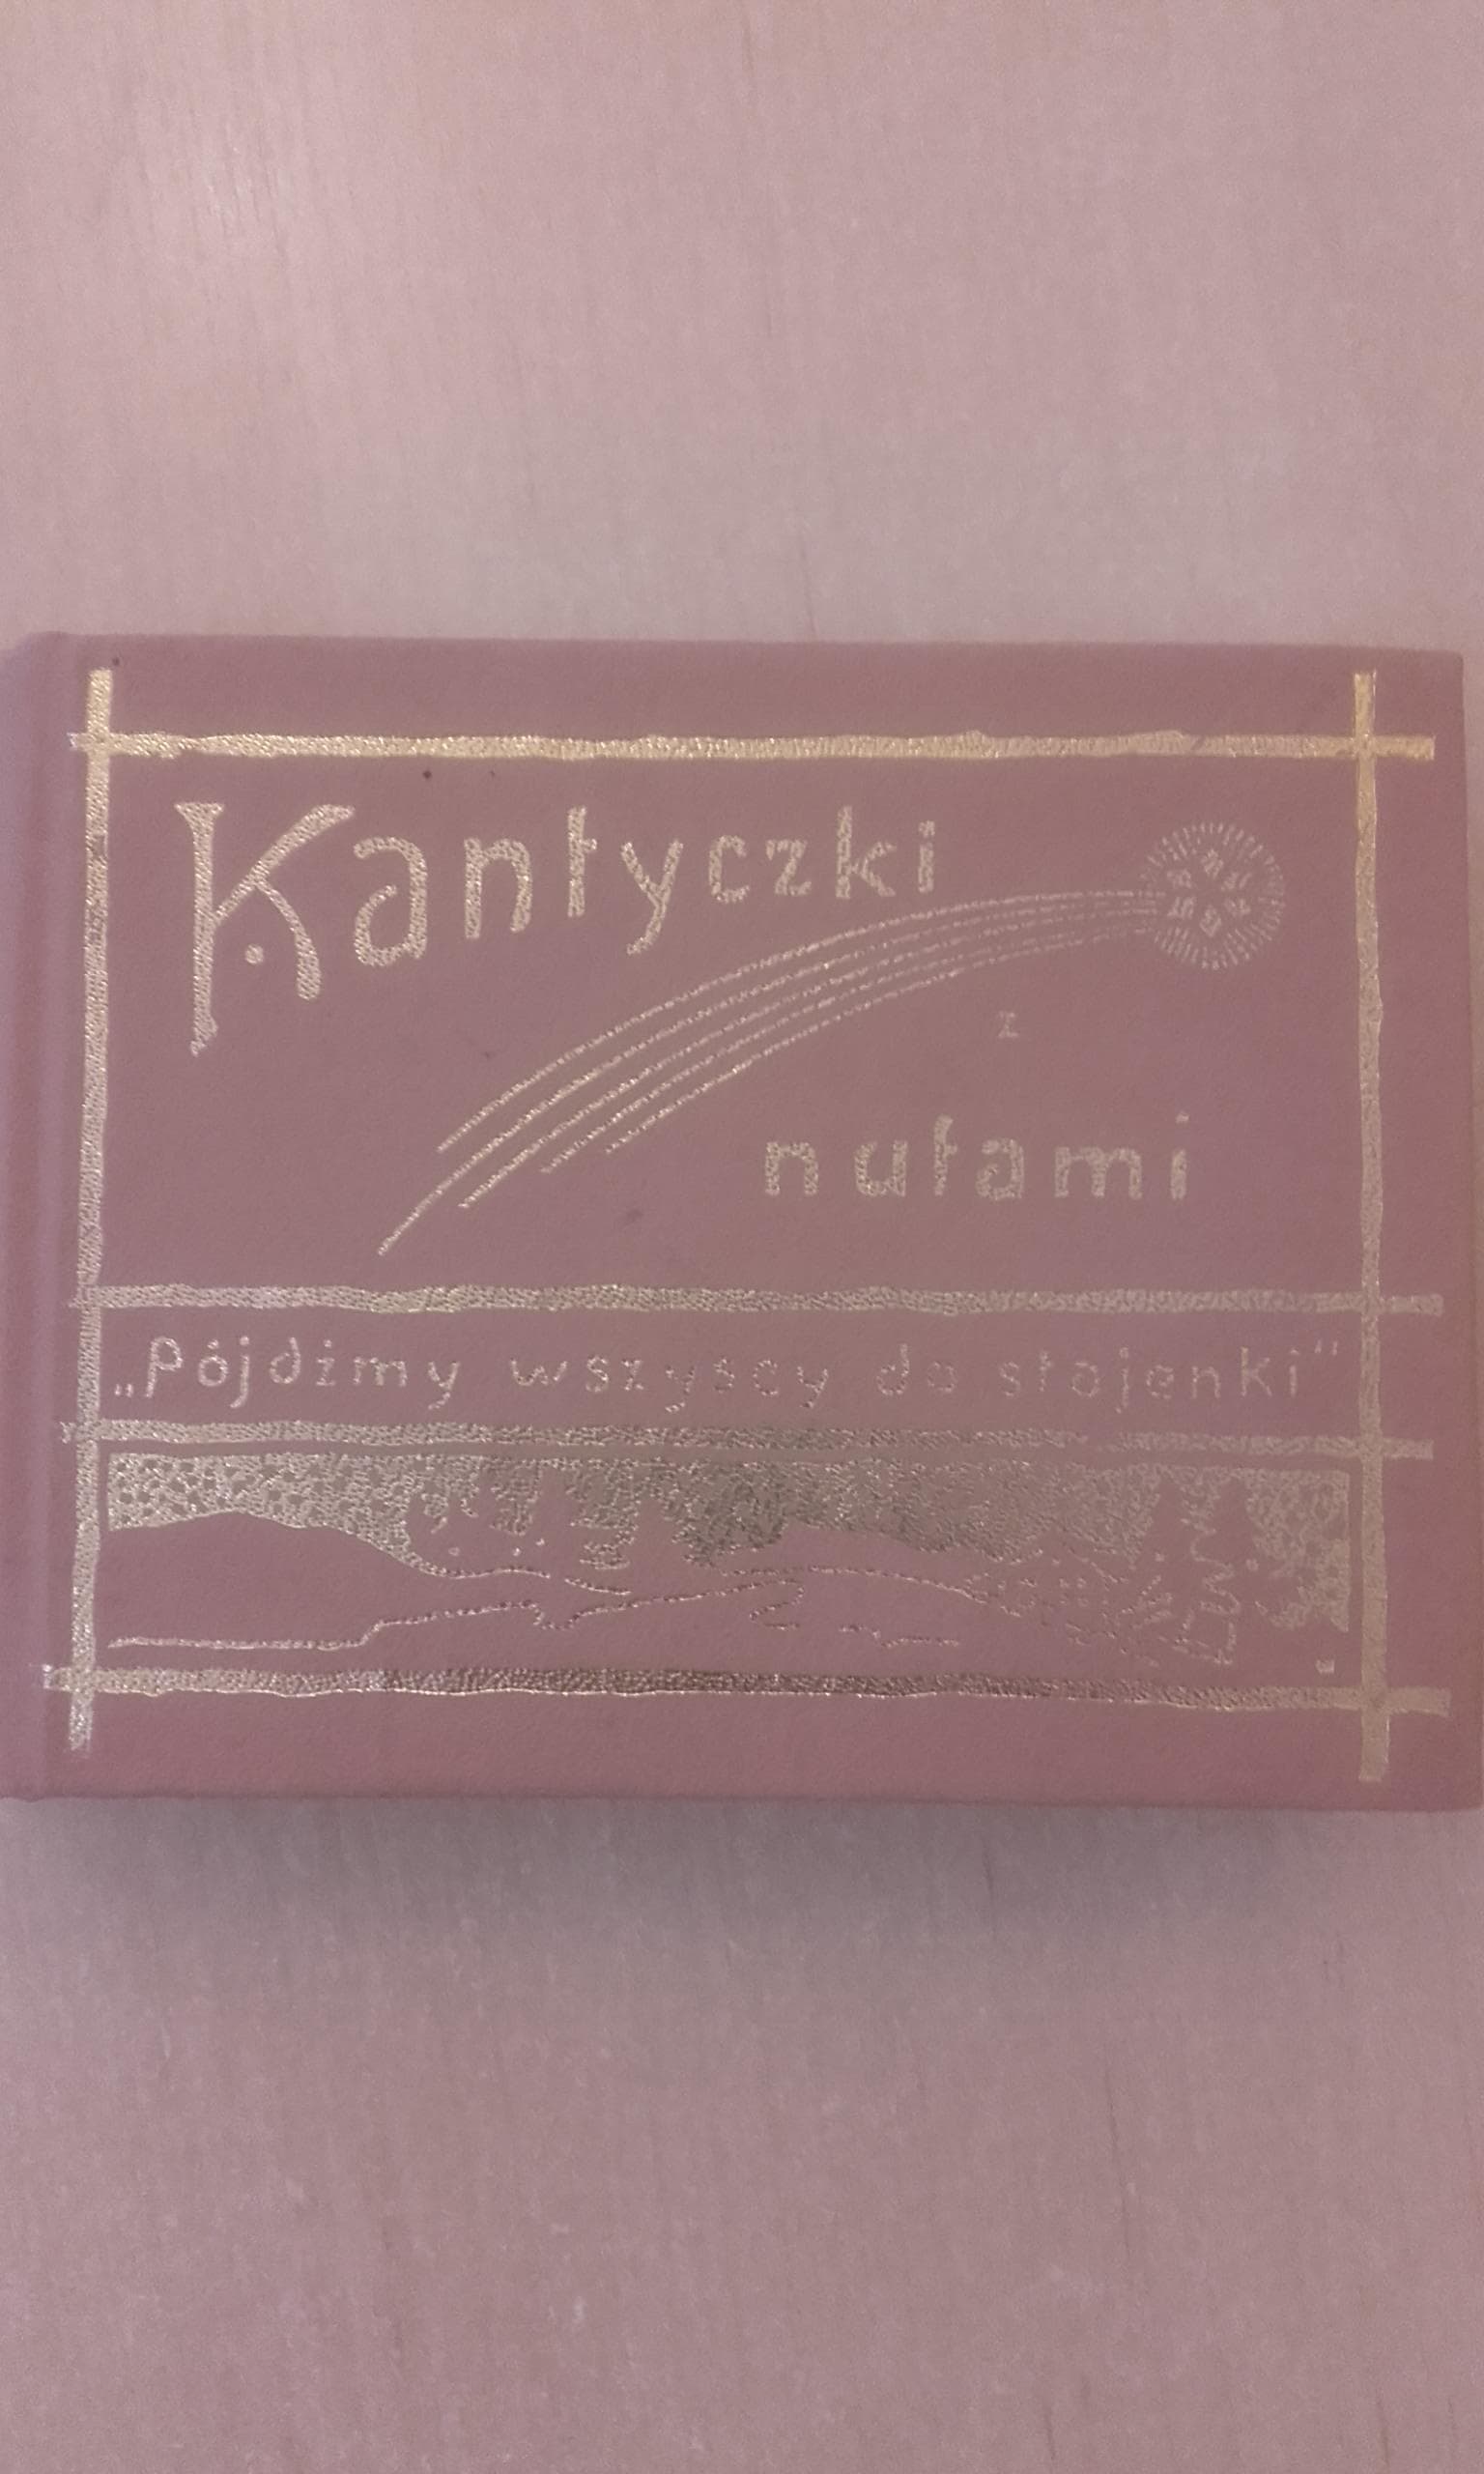 Kantyczki
z
nutami
„Pójdźmy wszyscy do stajenki"